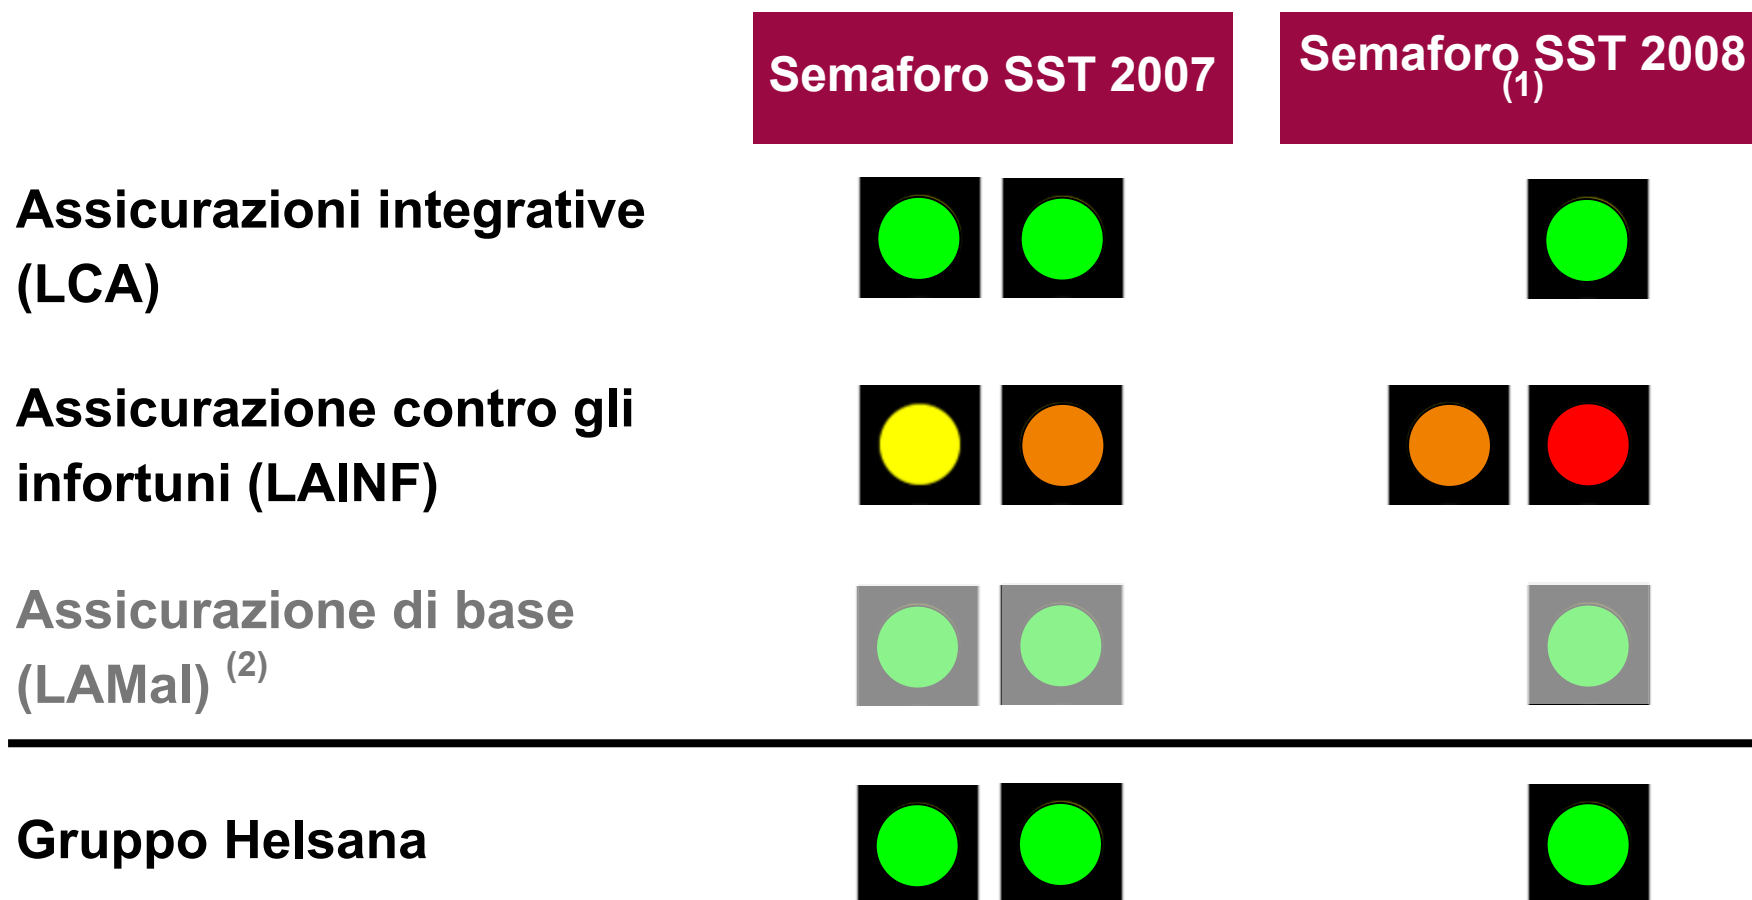 Semaforo SST 2007
Semaforo SST 2008
(1)
Assicurazioni integrative
(LCA)
Assicurazione contro gli
infortuni (LAINF)
Assicurazione di base
(LAMal) (2)
Gruppo Helsana